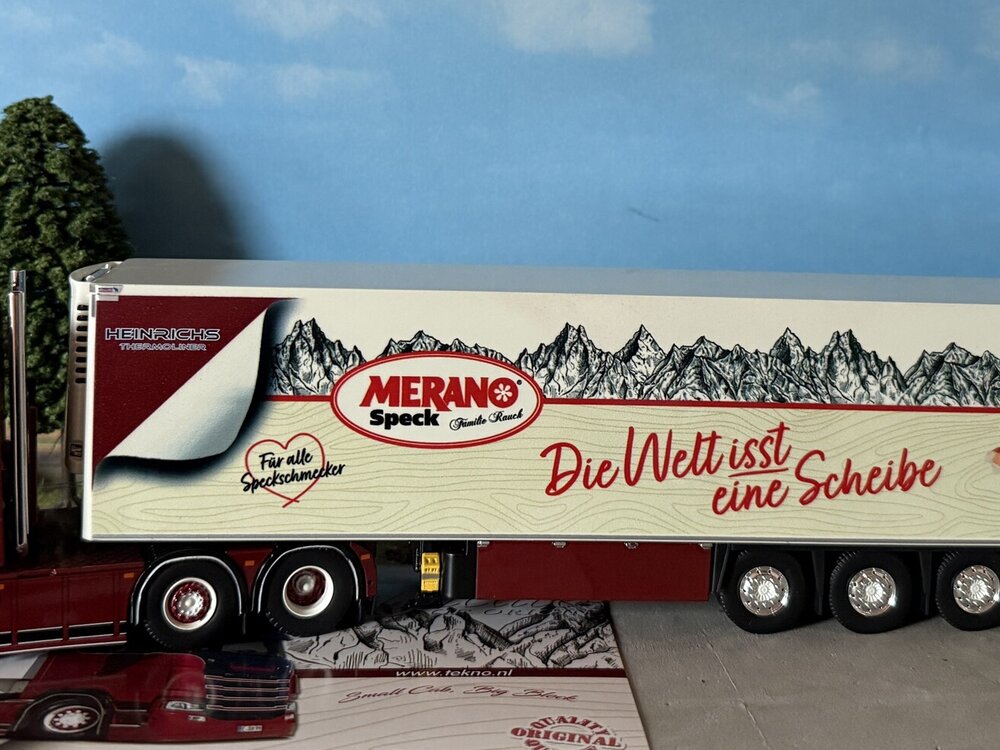 HEINRICHS
THERMOLINER
MERANO
Speck Familie Rauch
Für alle
Speckschmecker
Die Welt isst
eine Scheibe
www.tekno.nl
Small Cab, Big Block
QUALITY
ORIGINAL